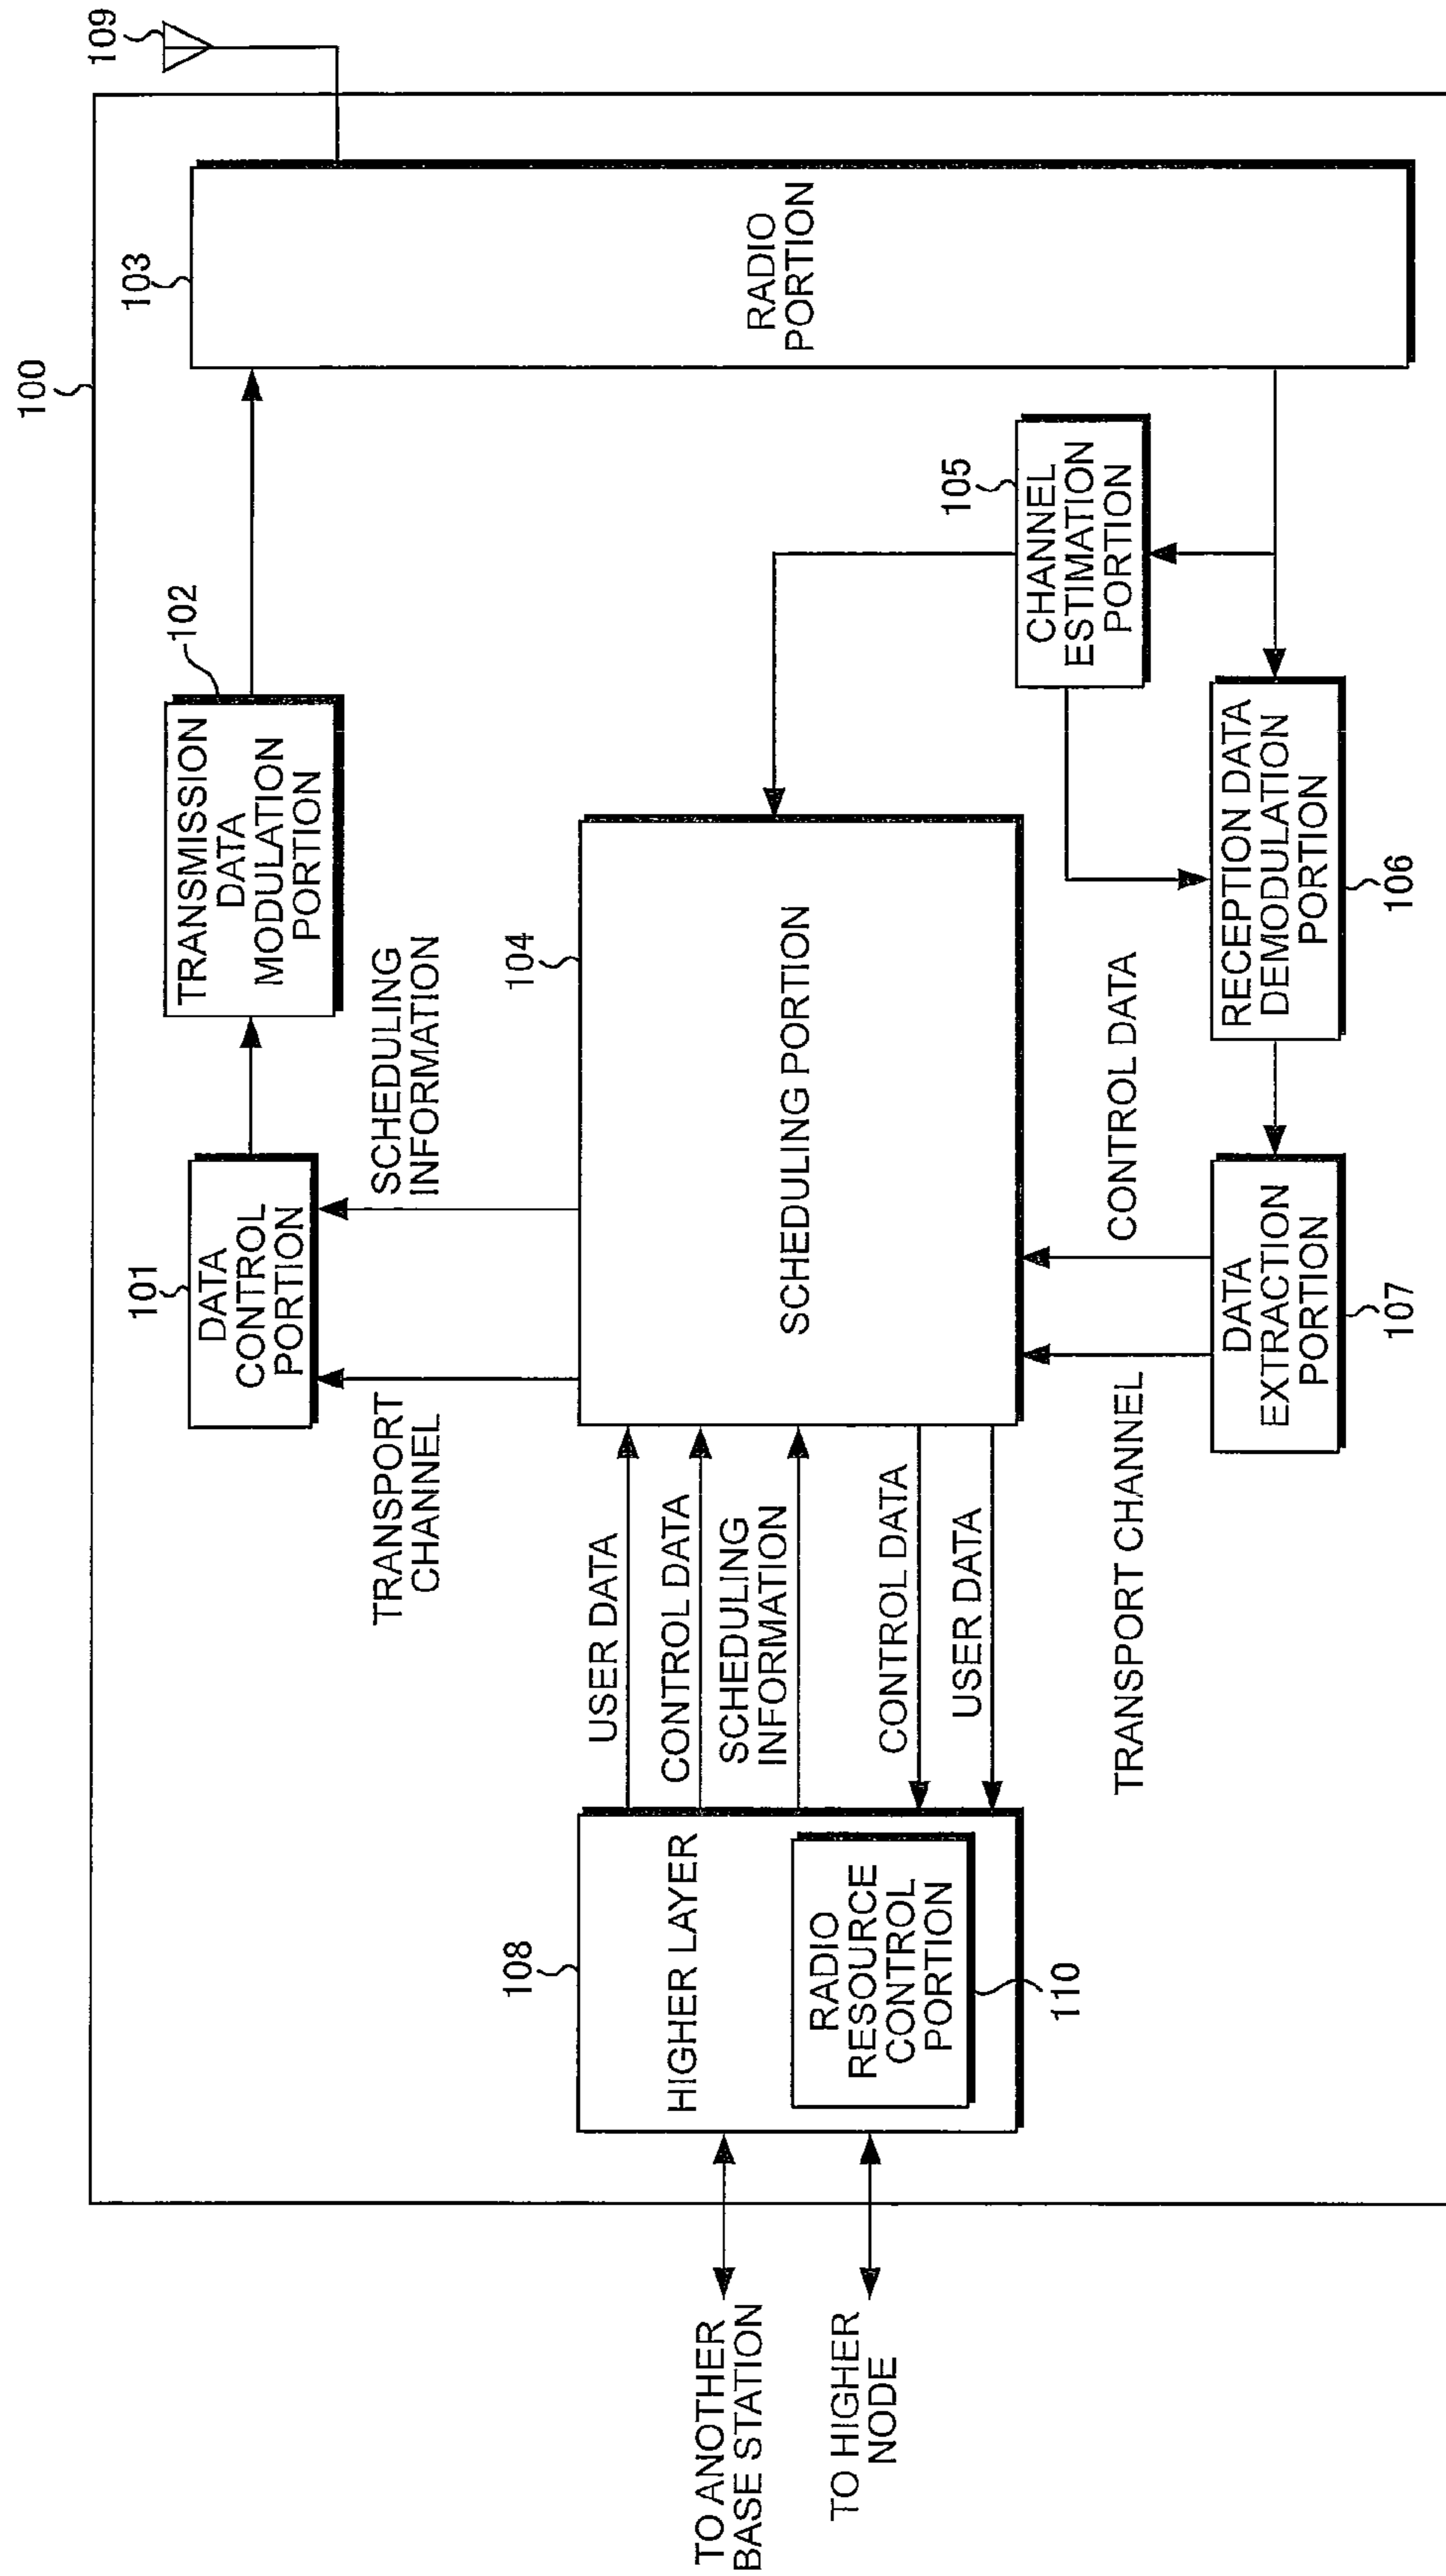 100
109
103
RADIO
PORTION
102
TRANSMISSION
DATA
MODULATION
PORTION
101
DATA
CONTROL
PORTION
SCHEDULING
INFORMATION
TRANSPORT
CHANNEL
104
SCHEDULING PORTION
105
CHANNEL
ESTIMATION
PORTION
RECEPTION DATA
DEMODULATION
PORTION
106
CONTROL DATA
DATA
EXTRACTION
PORTION
107
TRANSPORT CHANNEL
USER DATA
CONTROL DATA
SCHEDULING
INFORMATION
CONTROL DATA
USER DATA
108
HIGHER LAYER
RADIO
RESOURCE
CONTROL
PORTION
110
TO ANOTHER
BASE STATION
TO HIGHER
NODE